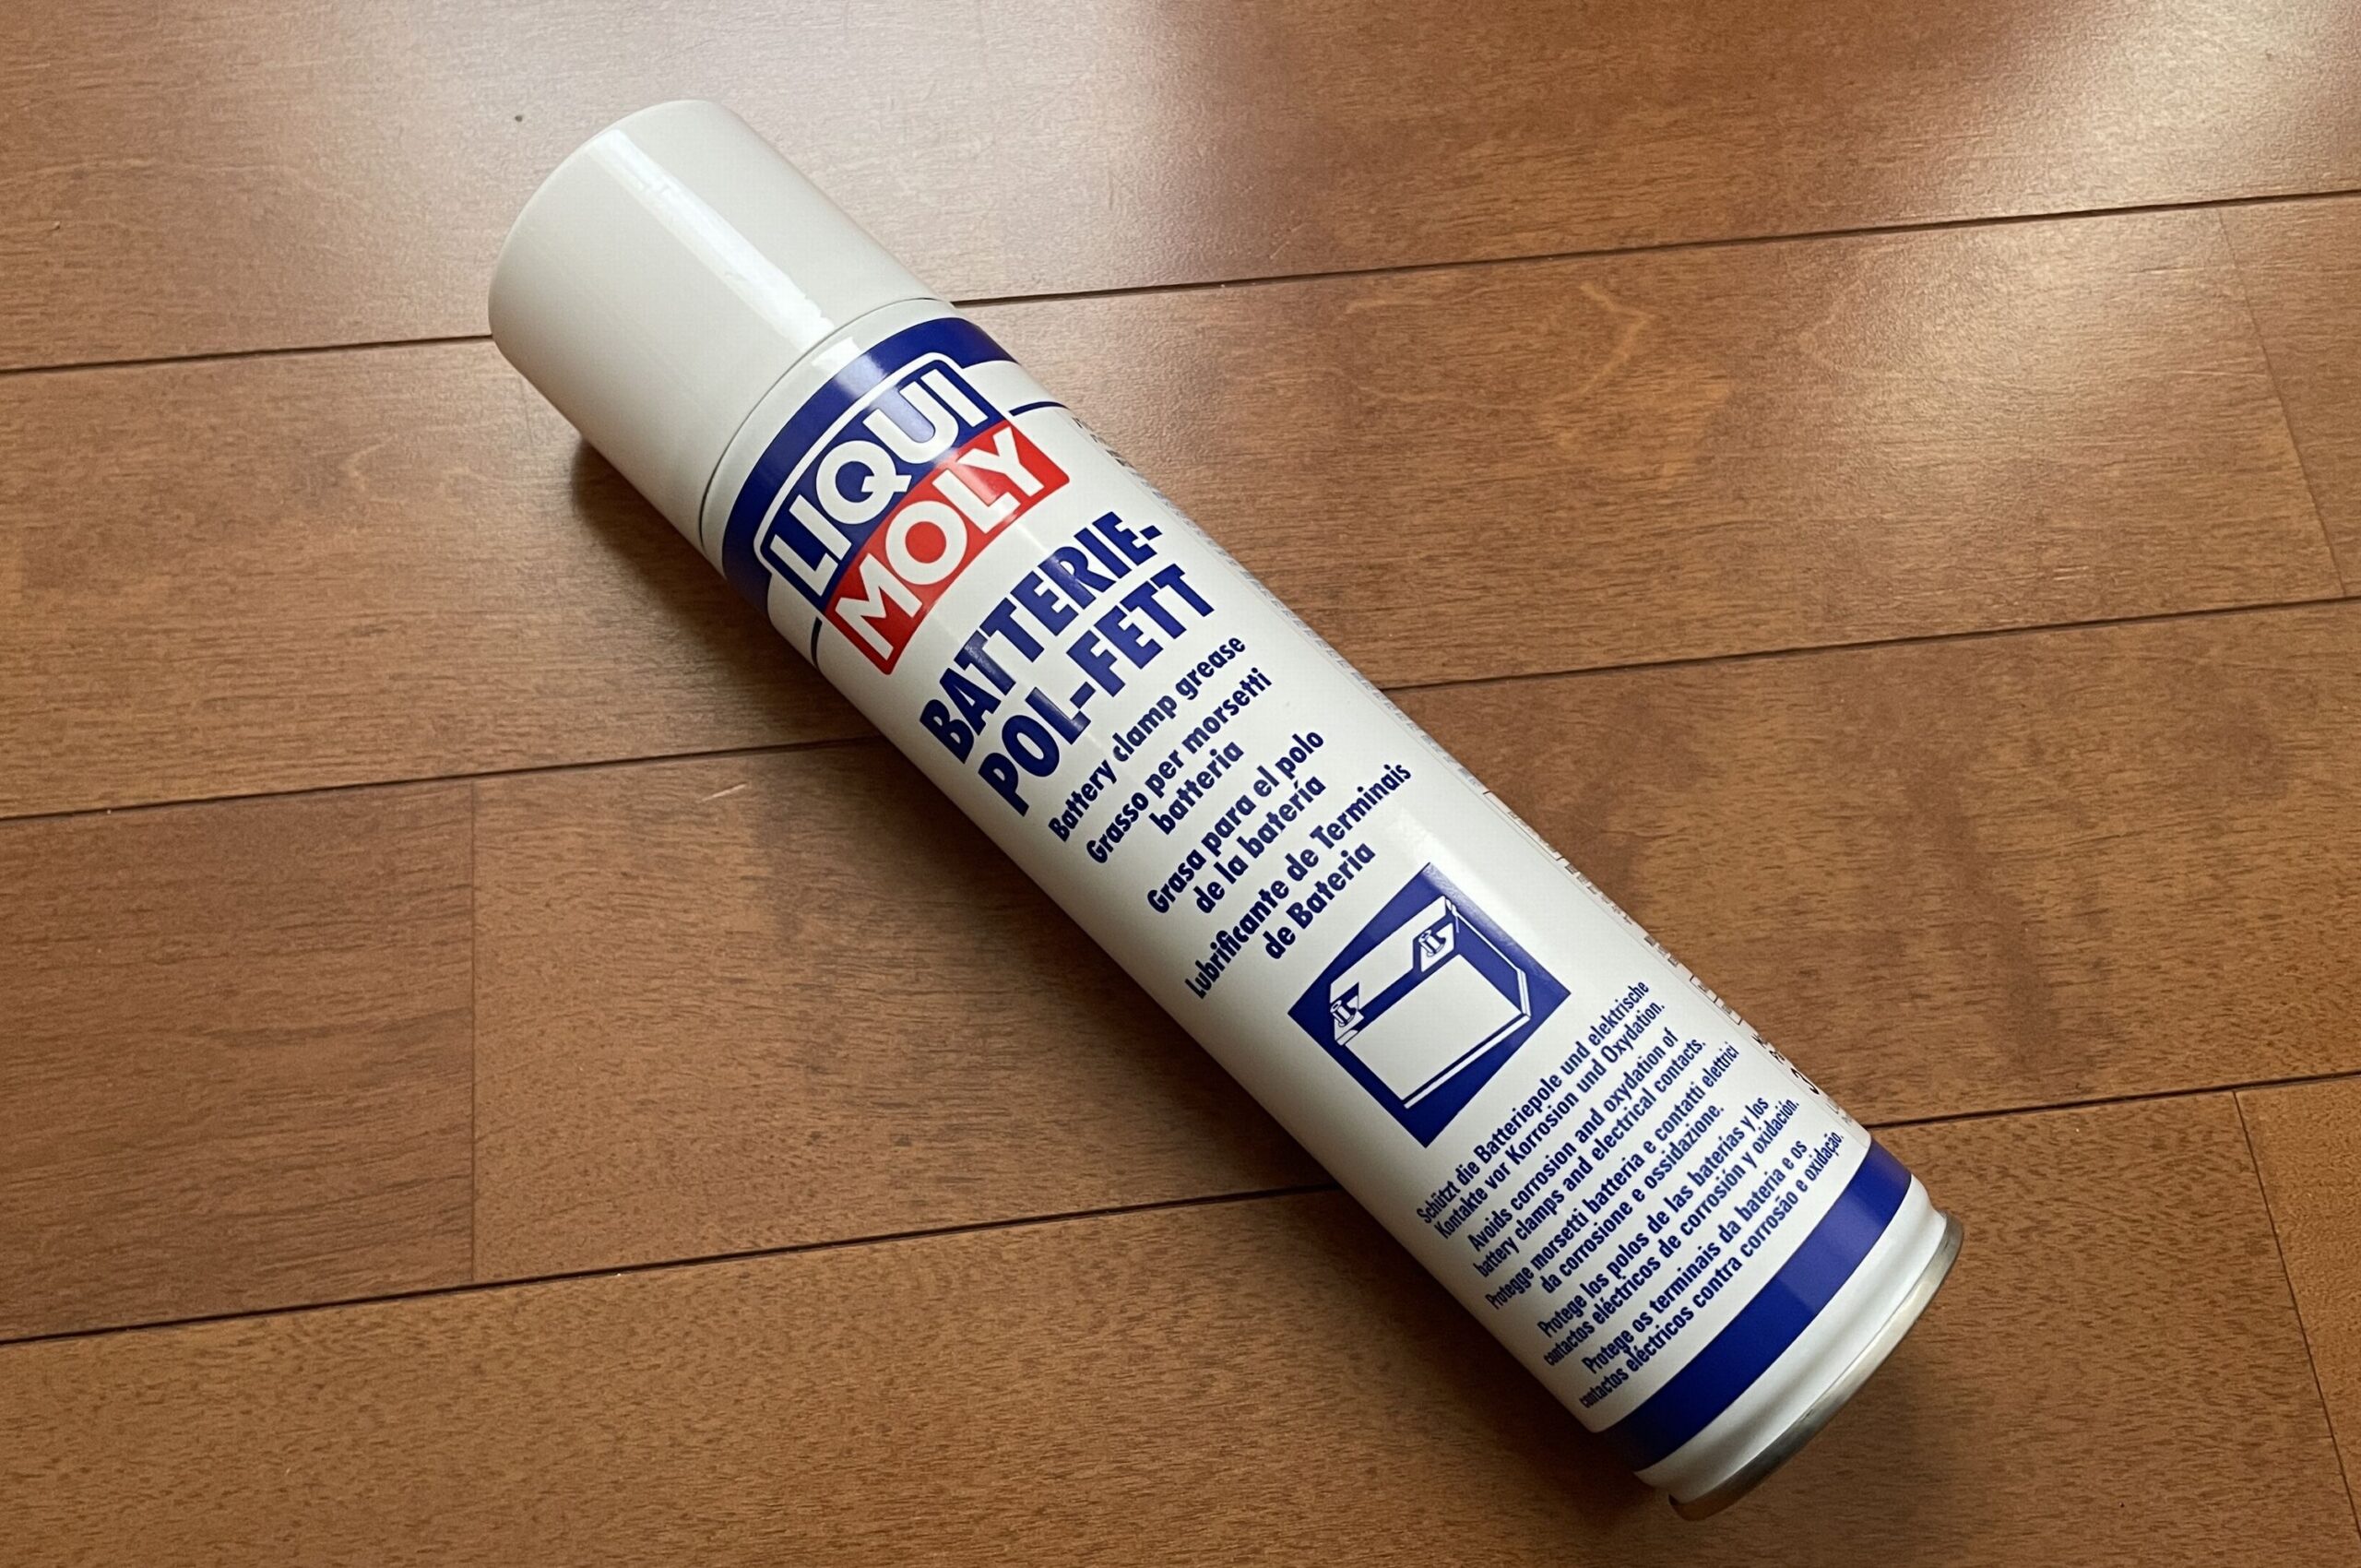 LIQUI
MOLY
BATTERIE-
POL-FETT
Battery clamp grease
Grasso per morsetti
batteria
Grasa para el polo
de la batería
Lubrificante de Terminais
de Bateria
Schützt die Batteriepole und elektrische
Kontakte vor Korrosion und Oxydation.
Avoids corrosion and oxydation of
battery clamps and electrical contacts.
Protegge morsetti batteria e contatti elettrici
da corrosione e ossidazione.
Protege los polos de las baterías y los
contactos eléctricos de corrosión y oxidación.
Protege os terminais da bateria e os
contactos eléctricos contra corrosão e oxidação.